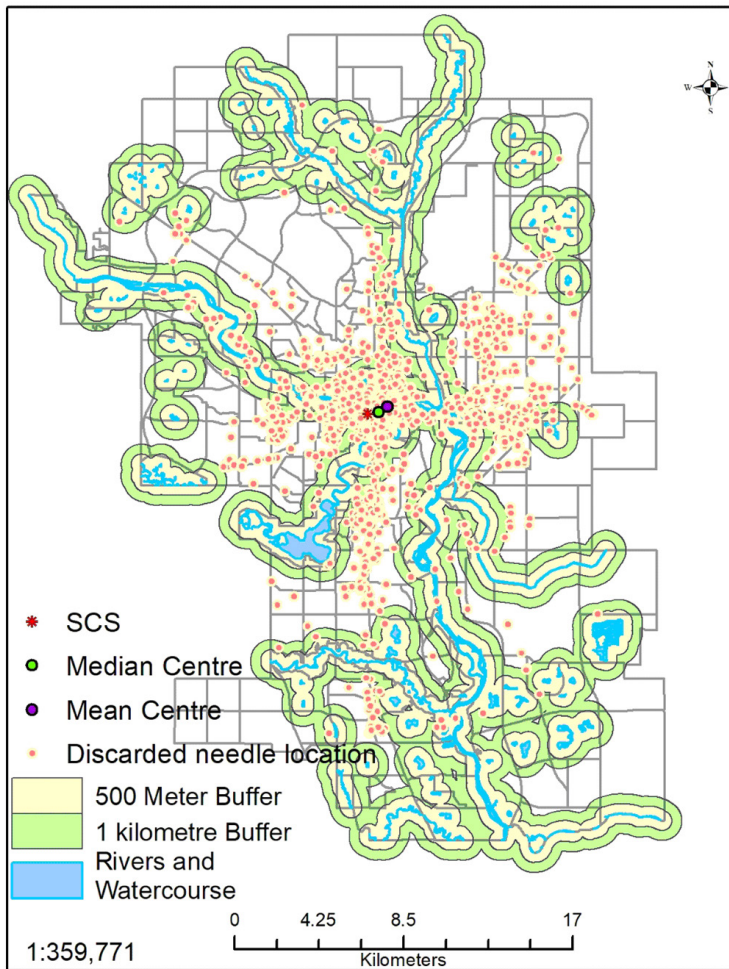 N
W E
S
SCS
Median Centre
Mean Centre
Discarded needle location
500 Meter Buffer
1 kilometre Buffer
Rivers and
Watercourse
0 4.25 8.5 17
Kilometers
1:359,771